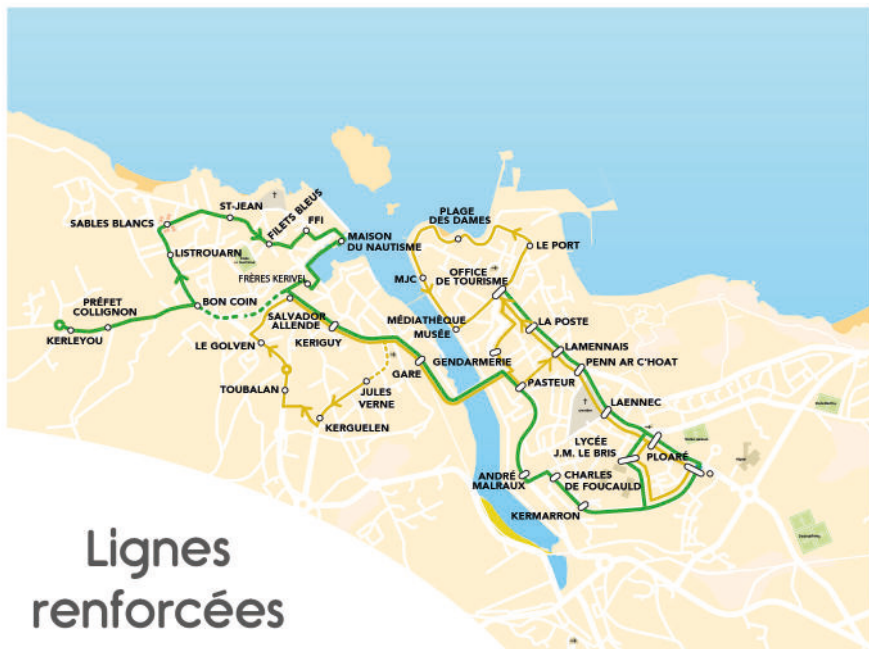 ST-JEAN
FILETS BLEUS
FFI
SABLES BLANCS
MAISON
DU NAUTISME
LISTROUARN
FRÈRES KERIVEL
BON COIN
PRÉFET
COLLIGNON
KERLEYOU
SALVADOR
ALLENDE
LE GOLVEN
KERIGUY
TOUBALAN
JULES
VERNE
KERGUELEN
GARE
PLAGE
DES DAMES
LE PORT
MJC
OFFICE
DE TOURISME
MÉDIATHÈQUE
MUSÉE
LA POSTE
GENDARMERIE
LAMENNAIS
PENN AR C'HOAT
PASTEUR
LAENNEC
LYCÉE
J.M. LE BRIS
PLOARÉ
ANDRÉ
MALRAUX
CHARLES
DE FOUCAULD
KERMARRON
Lignes
renforcées